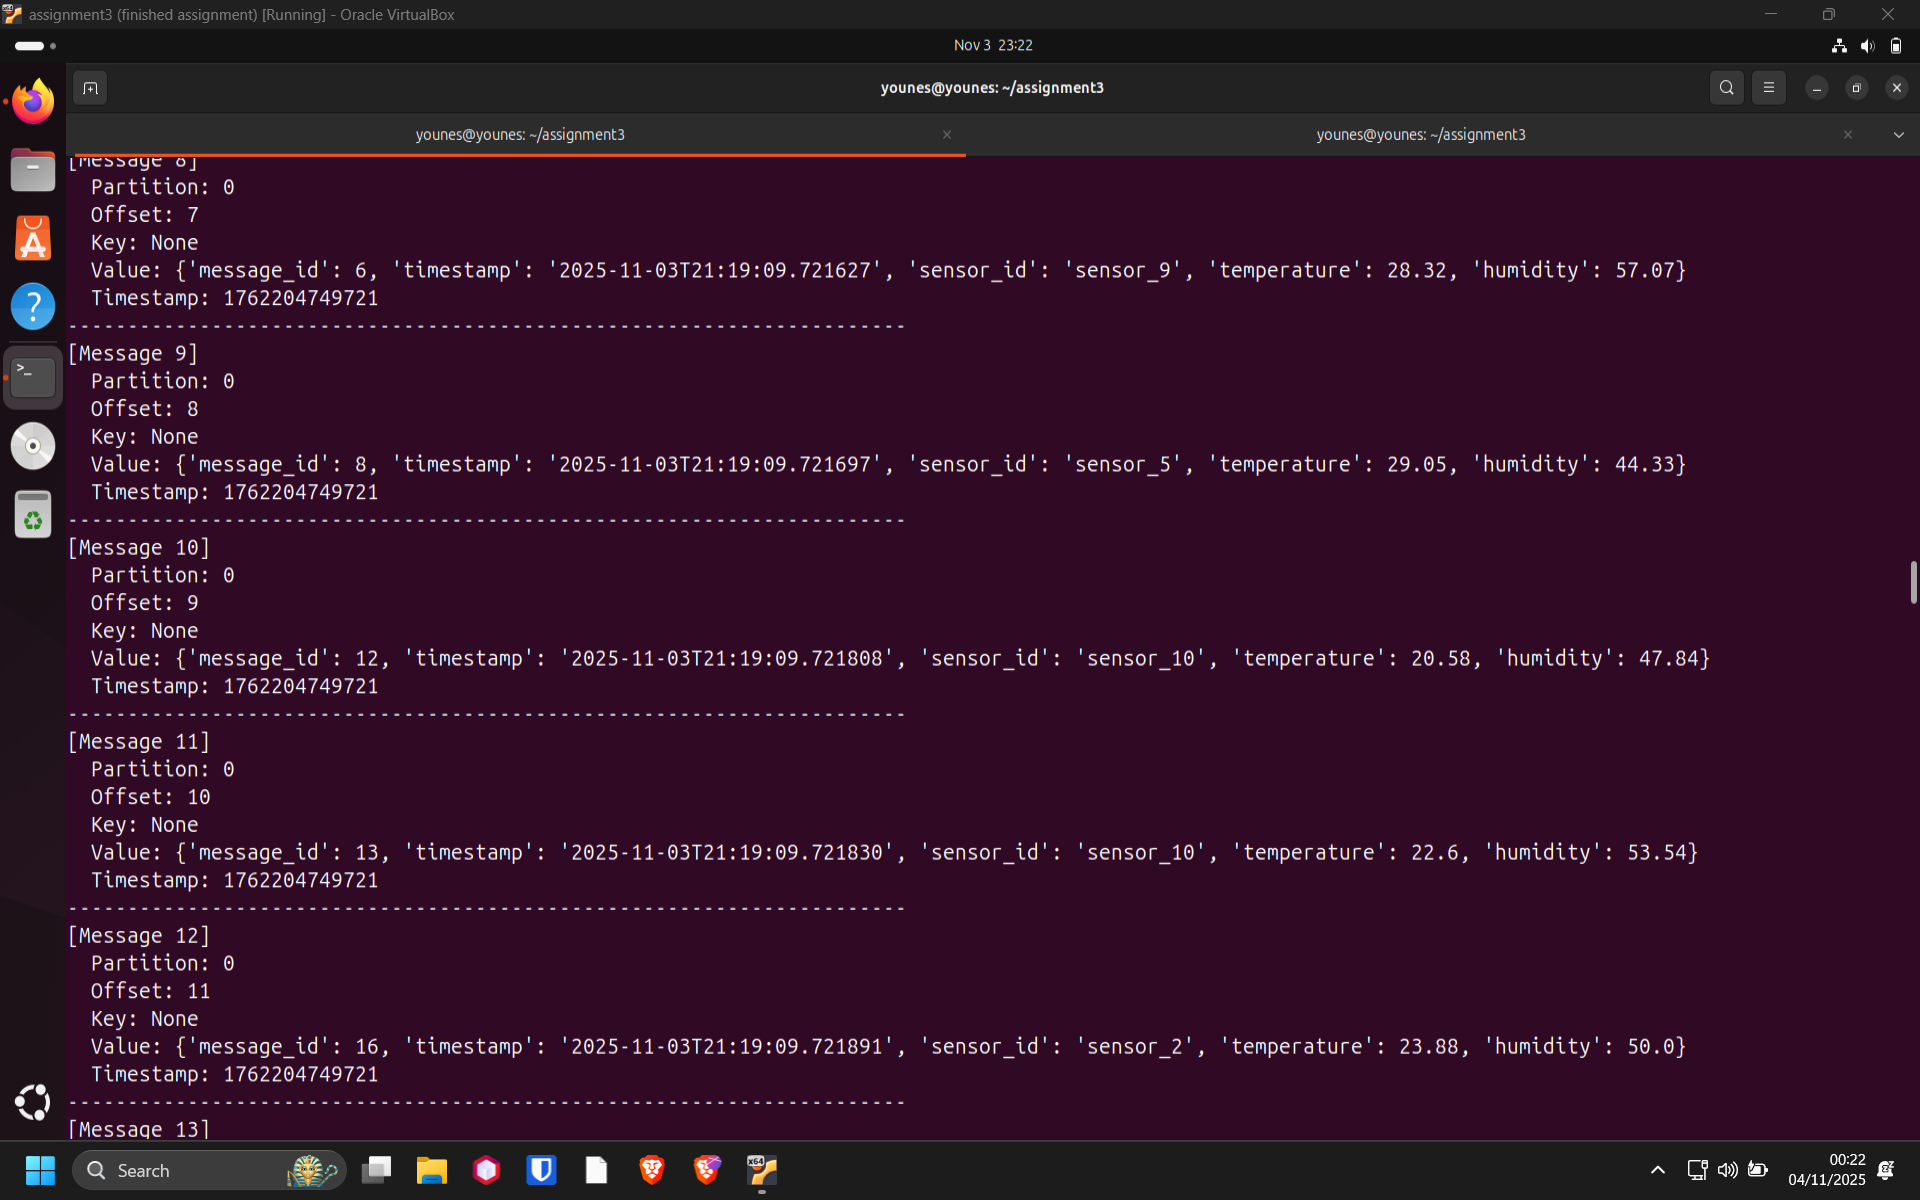 assignment3 (finished assignment) [Running] - Oracle VirtualBox
Nov 3 23:22
younes@younes: ~/assignment3
younes@younes: ~/assignment3
younes@younes: ~/assignment3
[Message 8]
Partition: 0
Offset: 7
Key: None
Value: {'message_id': 6, 'timestamp': '2025-11-03T21:19:09.721627', 'sensor_id': 'sensor_9', 'temperature': 28.32, 'humidity': 57.07}
Timestamp: 1762204749721
-----------------------------------------------------------------------
[Message 9]
Partition: 0
Offset: 8
Key: None
Value: {'message_id': 8, 'timestamp': '2025-11-03T21:19:09.721697', 'sensor_id': 'sensor_5', 'temperature': 29.05, 'humidity': 44.33}
Timestamp: 1762204749721
-----------------------------------------------------------------------
[Message 10]
Partition: 0
Offset: 9
Key: None
Value: {'message_id': 12, 'timestamp': '2025-11-03T21:19:09.721808', 'sensor_id': 'sensor_10', 'temperature': 20.58, 'humidity': 47.84}
Timestamp: 1762204749721
-----------------------------------------------------------------------
[Message 11]
Partition: 0
Offset: 10
Key: None
Value: {'message_id': 13, 'timestamp': '2025-11-03T21:19:09.721830', 'sensor_id': 'sensor_10', 'temperature': 22.6, 'humidity': 53.54}
Timestamp: 1762204749721
-----------------------------------------------------------------------
[Message 12]
Partition: 0
Offset: 11
Key: None
Value: {'message_id': 16, 'timestamp': '2025-11-03T21:19:09.721891', 'sensor_id': 'sensor_2', 'temperature': 23.88, 'humidity': 50.0}
Timestamp: 1762204749721
-----------------------------------------------------------------------
[Message 13]
Search
x64
00:22
04/11/2025